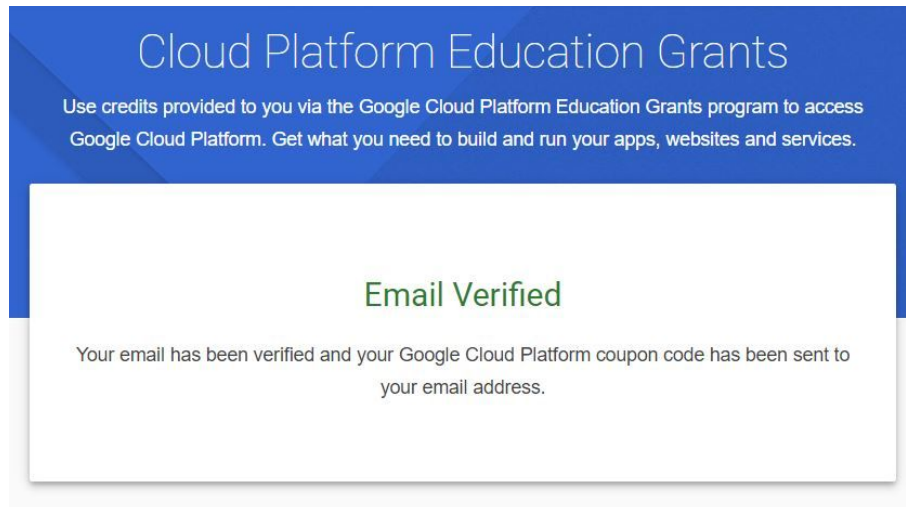 Cloud Platform Education Grants
Use credits provided to you via the Google Cloud Platform Education Grants program to access
Google Cloud Platform. Get what you need to build and run your apps, websites and services.
Email Verified
Your email has been verified and your Google Cloud Platform coupon code has been sent to
your email address.